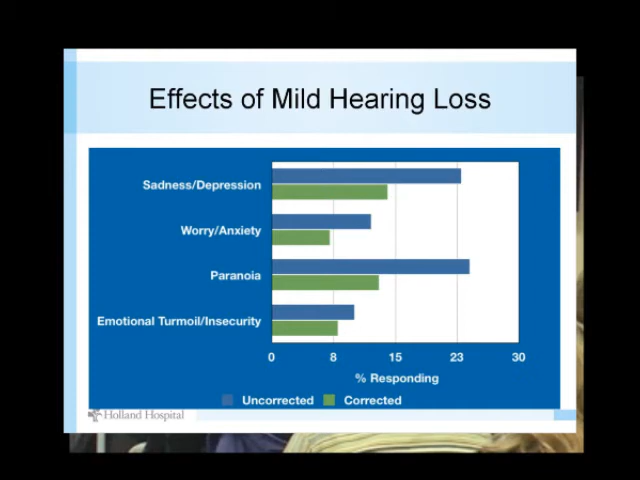 Effects of Mild Hearing Loss
Sadness/Depression
Worry/Anxiety
Paranoia
Emotional Turmoil/Insecurity
0 8 15 23 30
% Responding
Uncorrected Corrected
Holland Hospital